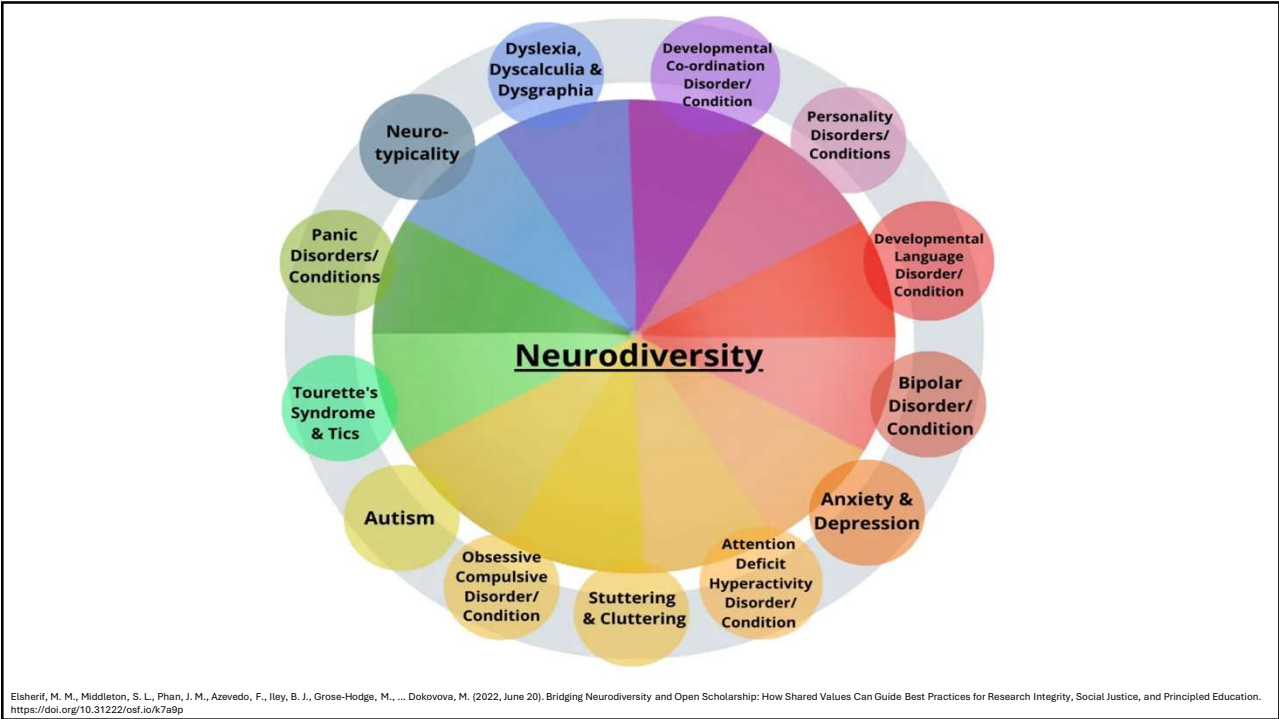 Dyslexia,
Dyscalculia &
Dysgraphia
Developmental
Co-ordination
Disorder/
Condition
Personality
Disorders/
Conditions
Developmental
Language
Disorder/
Condition
Bipolar
Disorder/
Condition
Anxiety &
Depression
Attention
Deficit
Hyperactivity
Disorder/
Condition
Stuttering
& Cluttering
Obsessive
Compulsive
Disorder/
Condition
Autism
Tourette's
Syndrome
& Tics
Panic
Disorders/
Conditions
Neuro-
typicality
Neurodiversity
Elsherif, M. M., Middleton, S. L., Phan, J. M., Azevedo, F., Iley, B. J., Grose-Hodge, M., ... Dokovova, M. (2022, June 20). Bridging Neurodiversity and Open Scholarship: How Shared Values Can Guide Best Practices for Research Integrity, Social Justice, and Principled Education.
https://doi.org/10.31222/osf.io/k7a9p